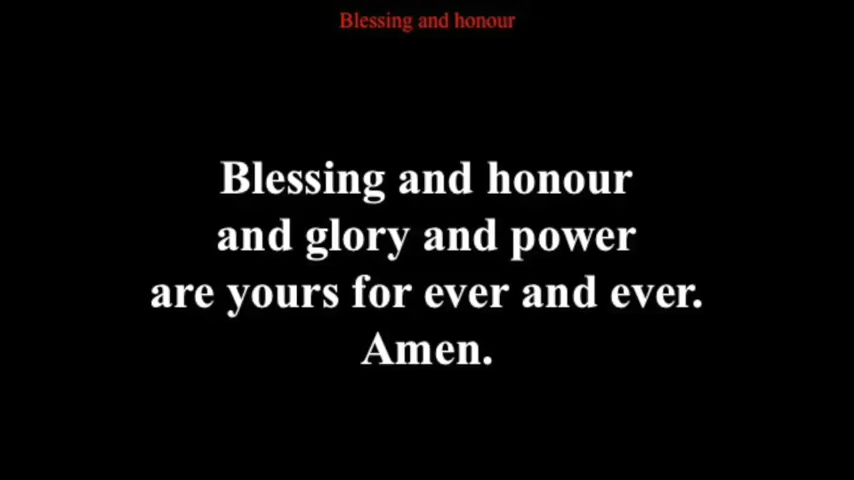 Blessing and honour
Blessing and honour
and glory and power
are yours for ever and ever.
Amen.